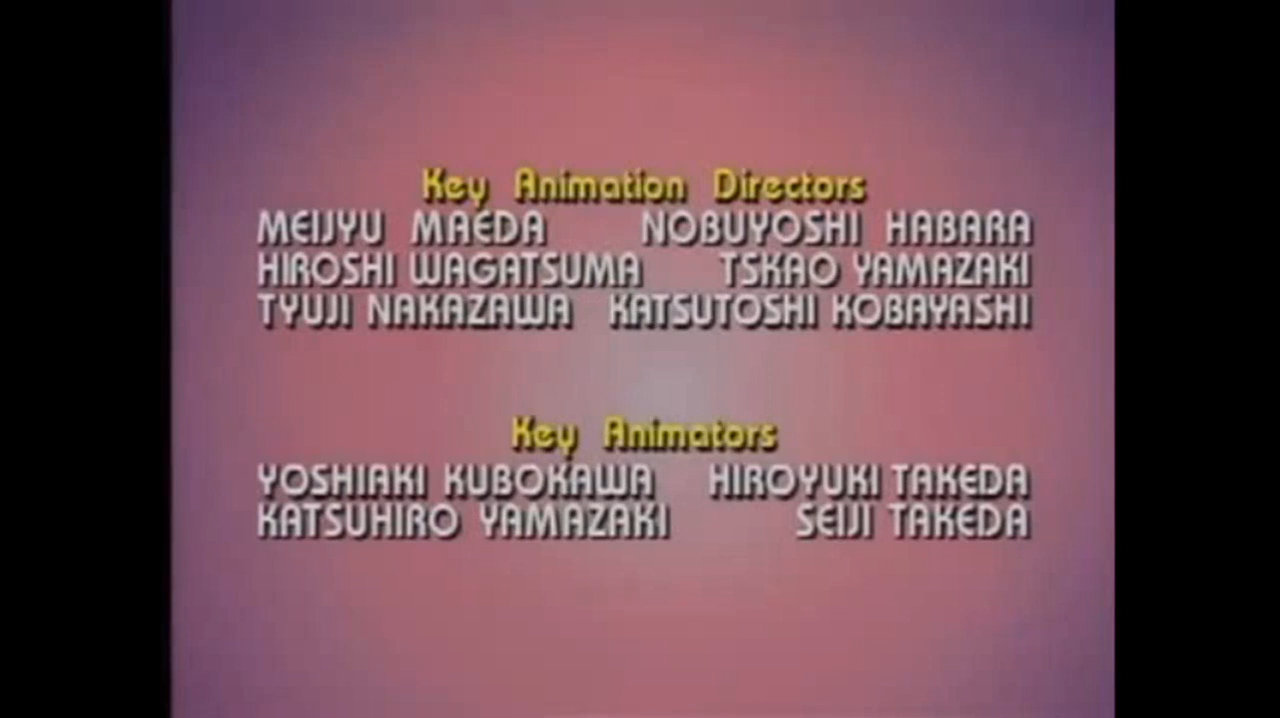 Key Animation Directors
MEIJYU MAEDA NOBUYOSHI HABARA
HIROSHI WAGATSUMA TSKAO YAMAZAKI
TYUJI NAKAZAWA KATSUTOSHI KOBAYASHI
Key Animators
YOSHIAKI KUBOKAWA HIROYUKI TAKEDA
KATSUHIRO YAMAZAKI SEIJI TAKEDA